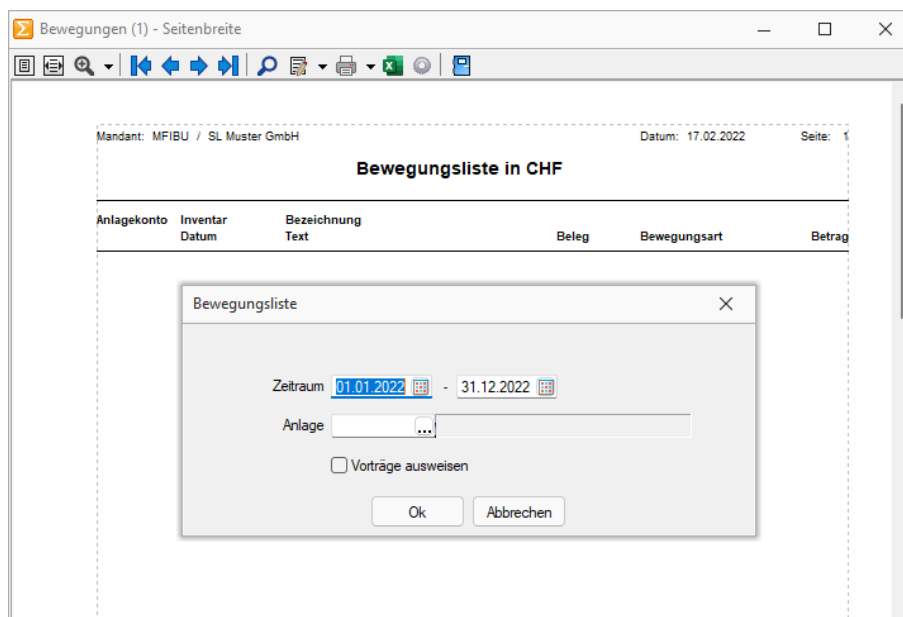 Bewegungen (1) - Seitenbreite
Mandant: MFIBU / SL Muster GmbH Datum: 17.02.2022 Seite: 1
Bewegungsliste in CHF
Anlagekonto Inventar Bezeichnung
Datum Text Beleg Bewegungsart Betrag
Bewegungsliste
Zeitraum 01.01.2022 - 31.12.2022
Anlage ...
Vorträge ausweisen
Ok Abbrechen